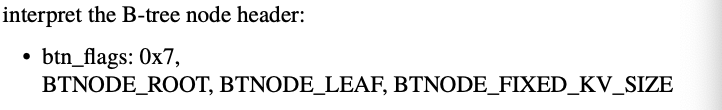 interpret the B-tree node header:
• btn_flags: 0x7,
BTNODE_ROOT, BTNODE_LEAF, BTNODE_FIXED_KV_SIZE